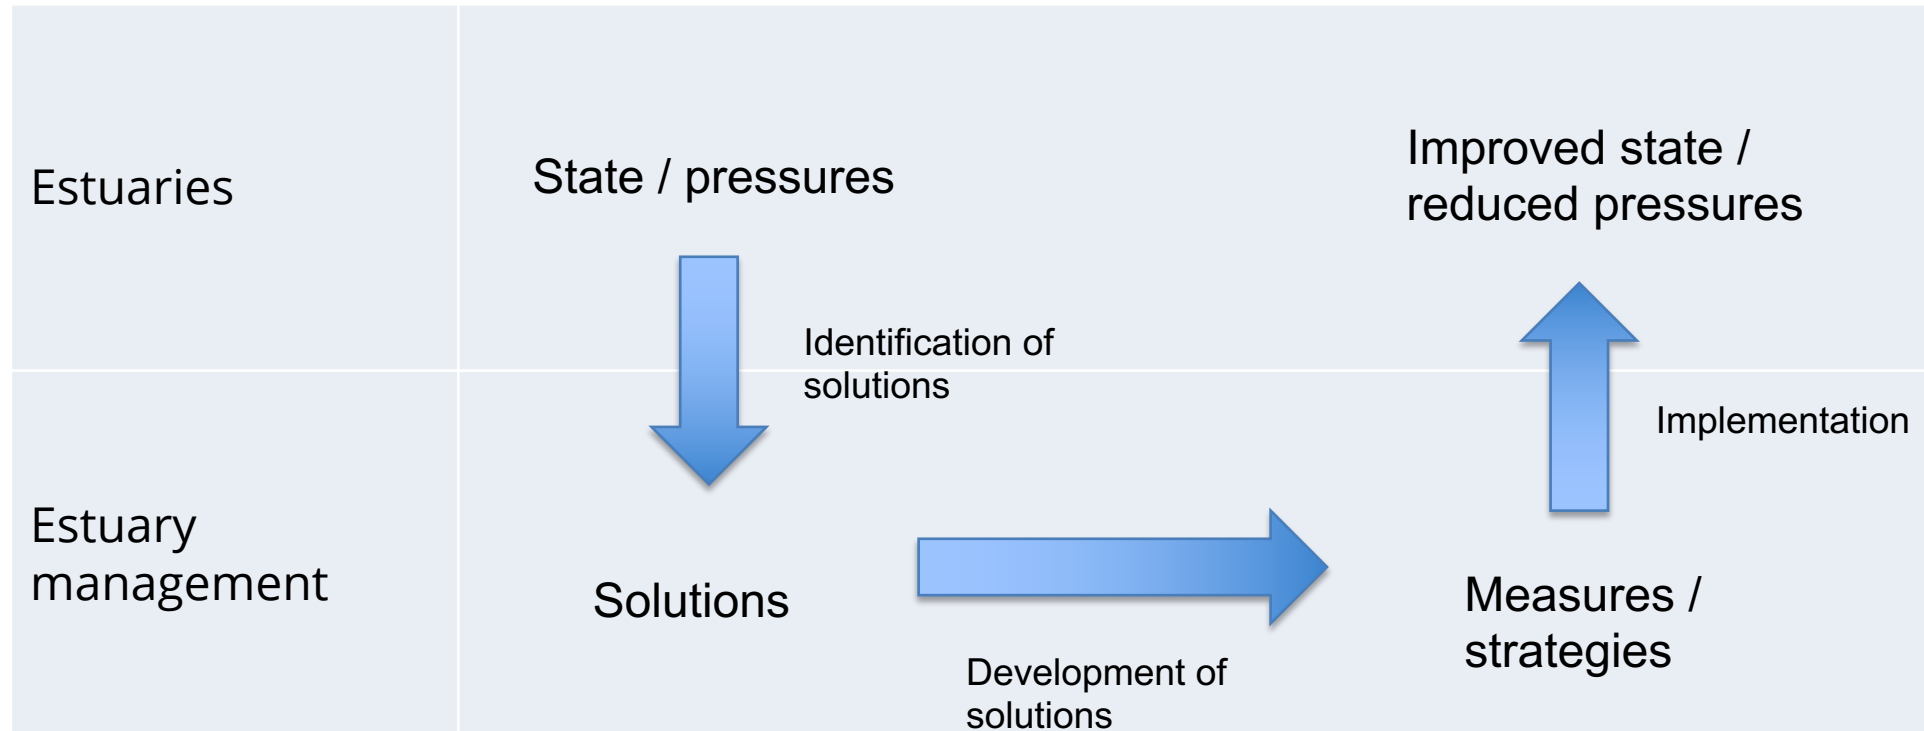 Estuaries
State / pressures
Improved state /
reduced pressures
Identification of
solutions
Implementation
Estuary
management
Solutions
Measures /
strategies
Development of
solutions